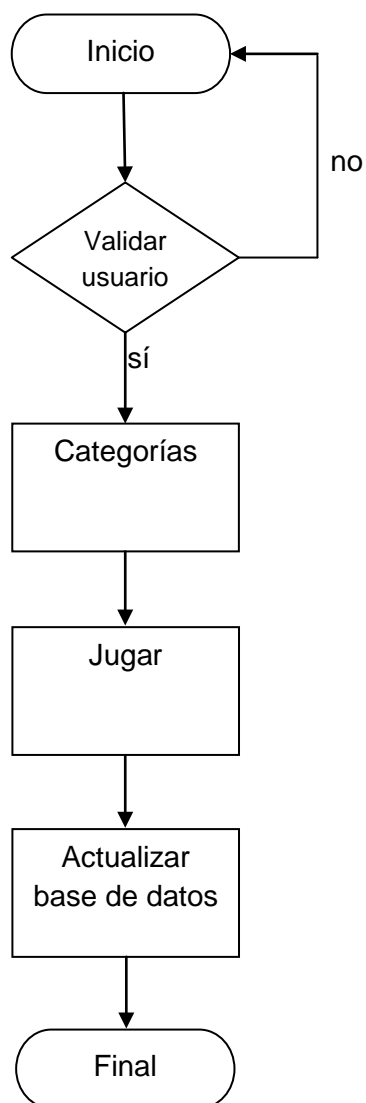 Inicio
no
Validar
usuario
sí
Categorías
Jugar
Actualizar
base de datos
Final